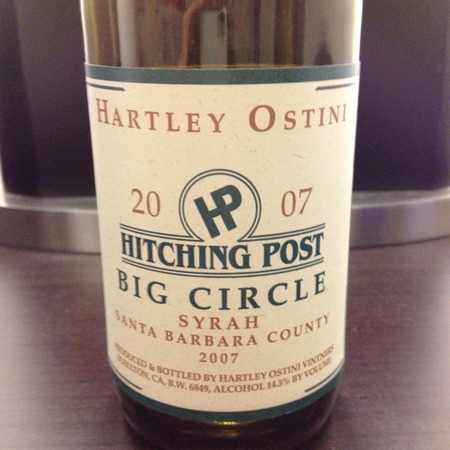 HARTLEY OSTINI
20 HP 07
HITCHING POST
BIG CIRCLE
SYRAH
SANTA BARBARA COUNTY
2007
PRODUCED & BOTTLED BY HARTLEY OSTINI VINTNERS
BUELLTON, CA, B.W. 6849, ALCOHOL 14.3% BY VOLUME